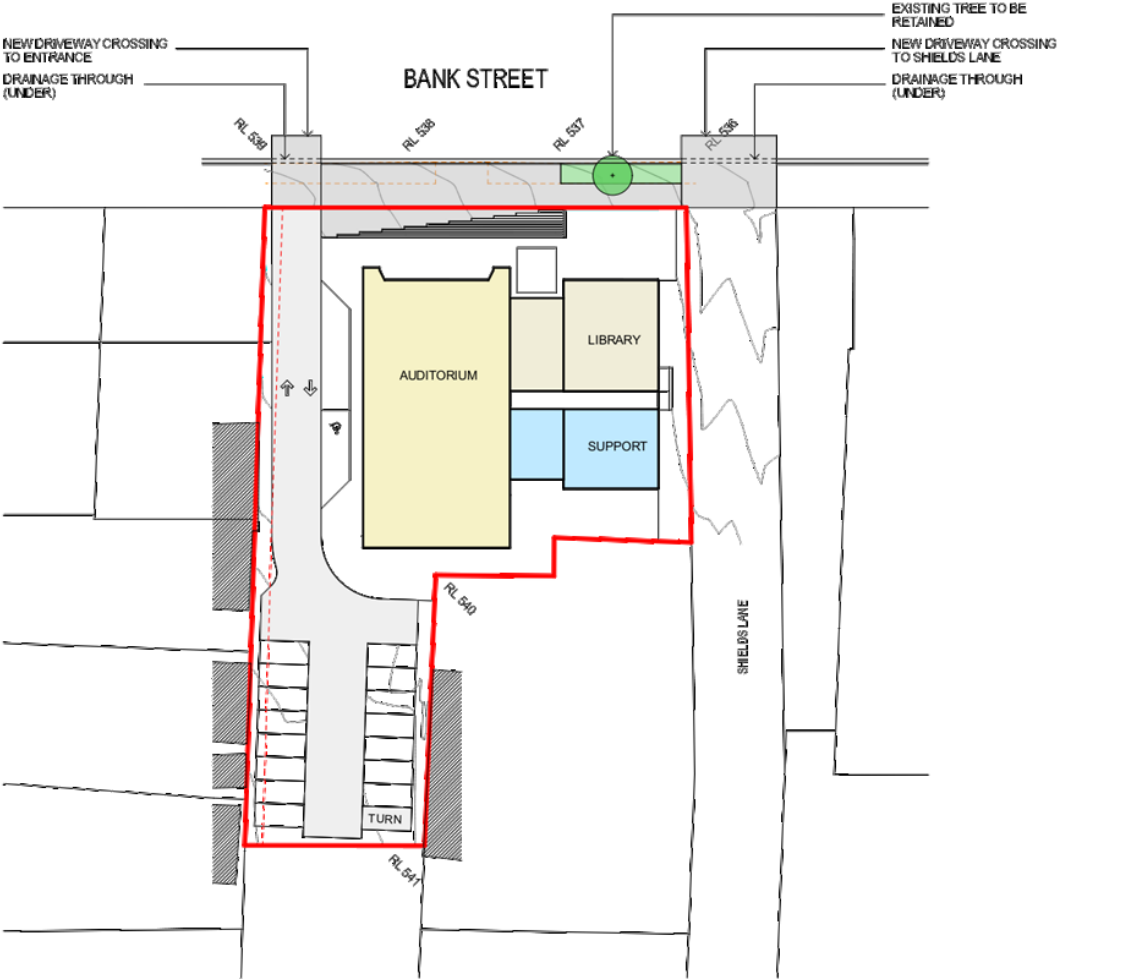 EXISTING TREE TO BE
RETAINED
NEW DRIVEWAY CROSSING
TO ENTRANCE
NEW DRIVEWAY CROSSING
TO SHIELDS LANE
BANK STREET
DRAINAGE THROUGH
(UNDER)
DRAINAGE THROUGH
(UNDER)
RL 539
RL 538
RL 537
RL 536
LIBRARY
AUDITORIUM
SUPPORT
RL 540
SHIELDS LANE
TURN
RL 541